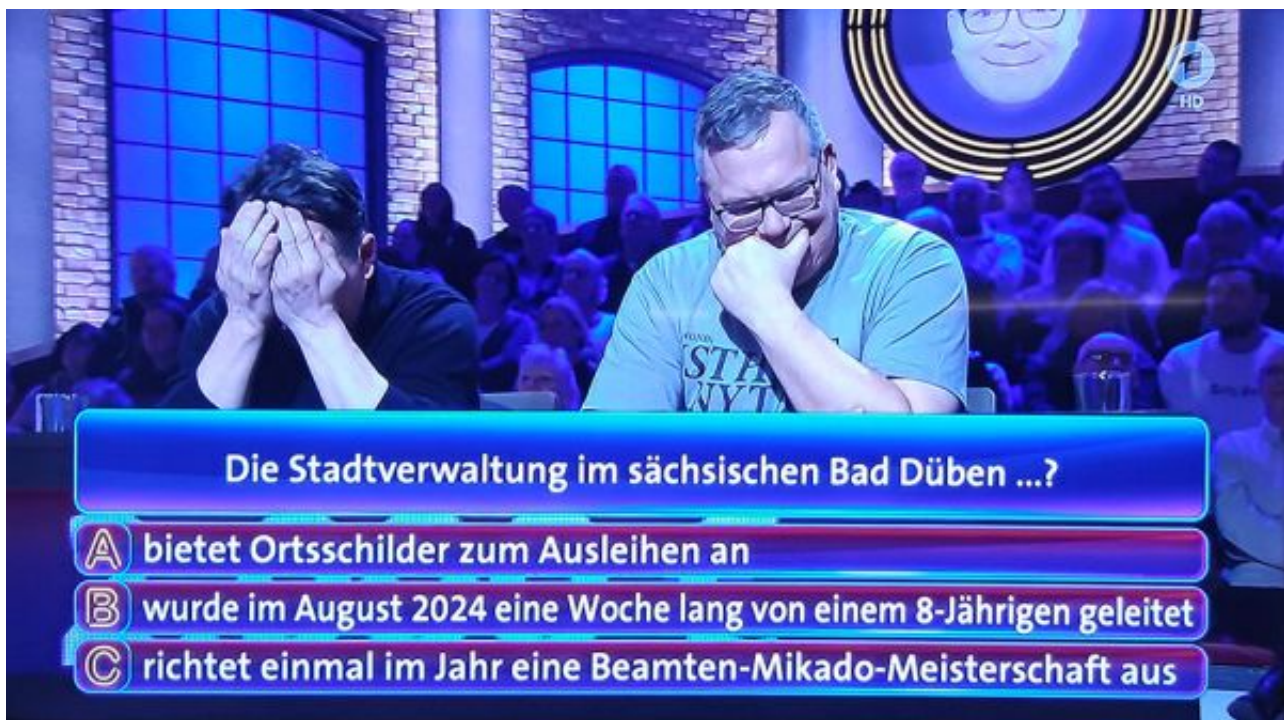 HD
Die Stadtverwaltung im sächsischen Bad Düben ...?
A bietet Ortsschilder zum Ausleihen an
B wurde im August 2024 eine Woche lang von einem 8-Jährigen geleitet
C richtet einmal im Jahr eine Beamten-Mikado-Meisterschaft aus